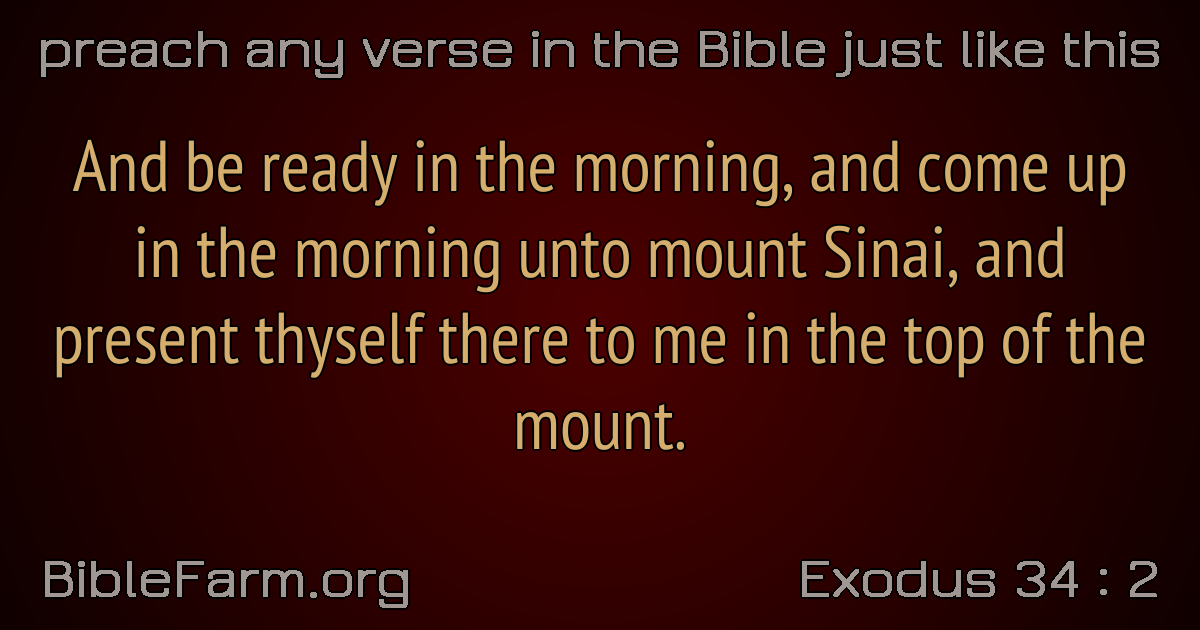 preach any verse in the Bible just like this
And be ready in the morning, and come up
in the morning unto mount Sinai, and
present thyself there to me in the top of the
mount.
BibleFarm.org
Exodus 34 : 2